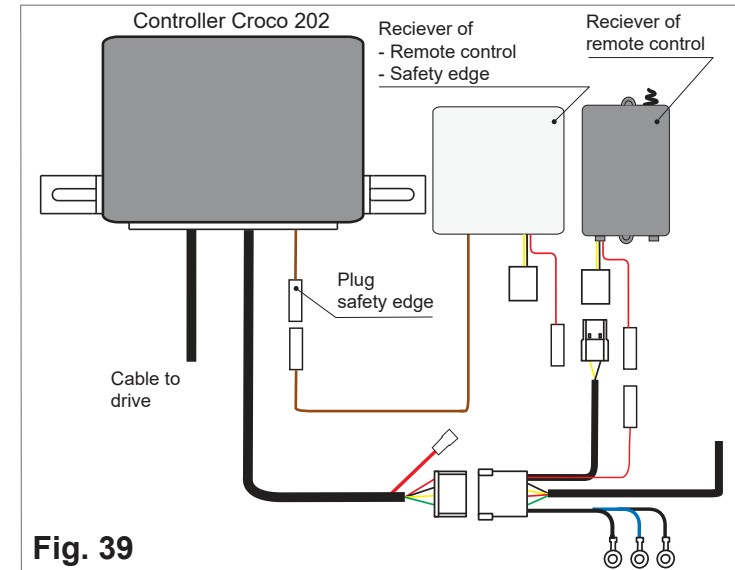 Controller Croco 202
Reciever of
- Remote control
- Safety edge
Reciever of
remote control
Plug
safety edge
Cable to
drive
Fig. 39